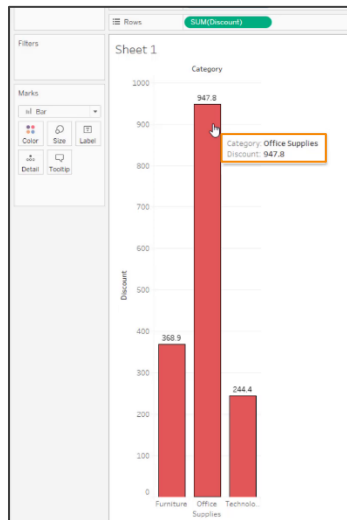 Rows SUM(Discount)
Filters
Marks
Bar
Color Size Label
Detail Tooltip
Sheet 1
Category
1000
900
800
700
600
500
400
300
200
100
0
Discount
368.9
947.8
244.4
Category: Office Supplies
Discount: 947.8
Furniture
Office
Supplies
Technolo..